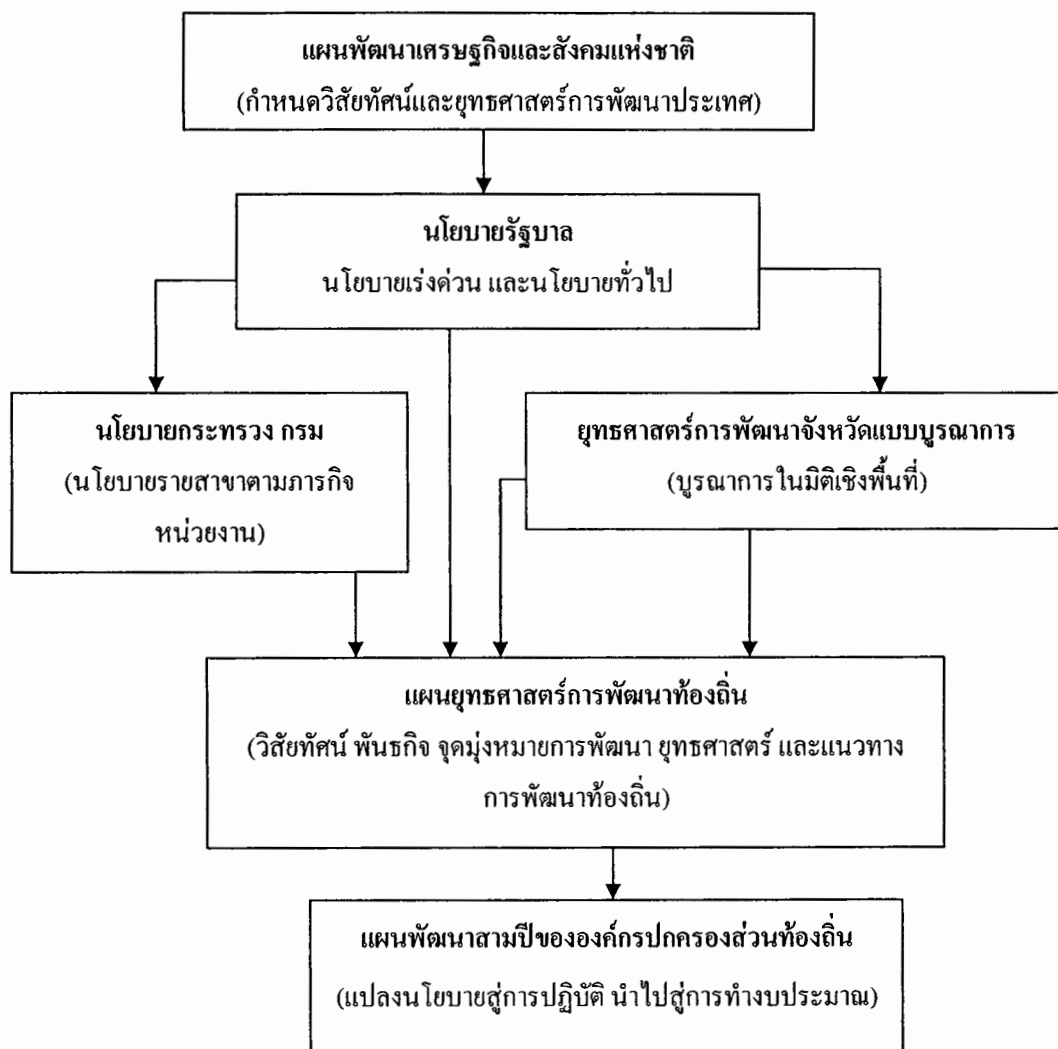 แผนพัฒนาเศรษฐกิจและสังคมแห่งชาติ
(กำหนดวิสัยทัศน์และยุทธศาสตร์การพัฒนาประเทศ)
นโยบายรัฐบาล
นโยบายเร่งด่วน และนโยบายทั่วไป
นโยบายกระทรวง กรม
(นโยบายรายสาขาตามภารกิจ
หน่วยงาน)
ยุทธศาสตร์การพัฒนาจังหวัดแบบบูรณาการ
(บูรณาการในมิติเชิงพื้นที่)
แผนยุทธศาสตร์การพัฒนาท้องถิ่น
(วิสัยทัศน์ พันธกิจ จุดมุ่งหมายการพัฒนา ยุทธศาสตร์ และแนวทาง
การพัฒนาท้องถิ่น)
แผนพัฒนาสามปีขององค์กรปกครองส่วนท้องถิ่น
(แปลงนโยบายสู่การปฏิบัติ นำไปสู่การทำงบประมาณ)